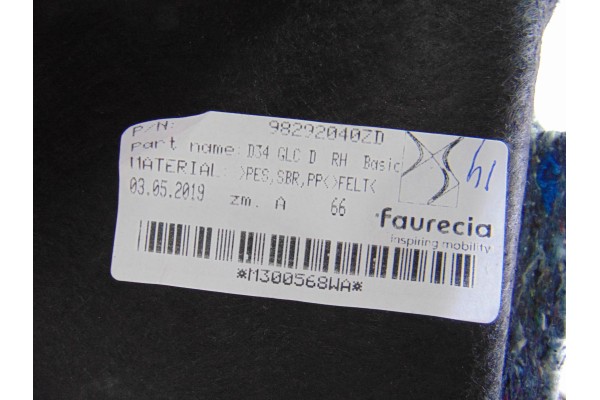 P/N: 98292040ZD
Part name: D34 GLC D RH Basic
MATERIAL: >PES,SBR,PP<>FELT<
03.05.2019 zm. A 66
faurecia
inspiring mobility
*M300568WA*